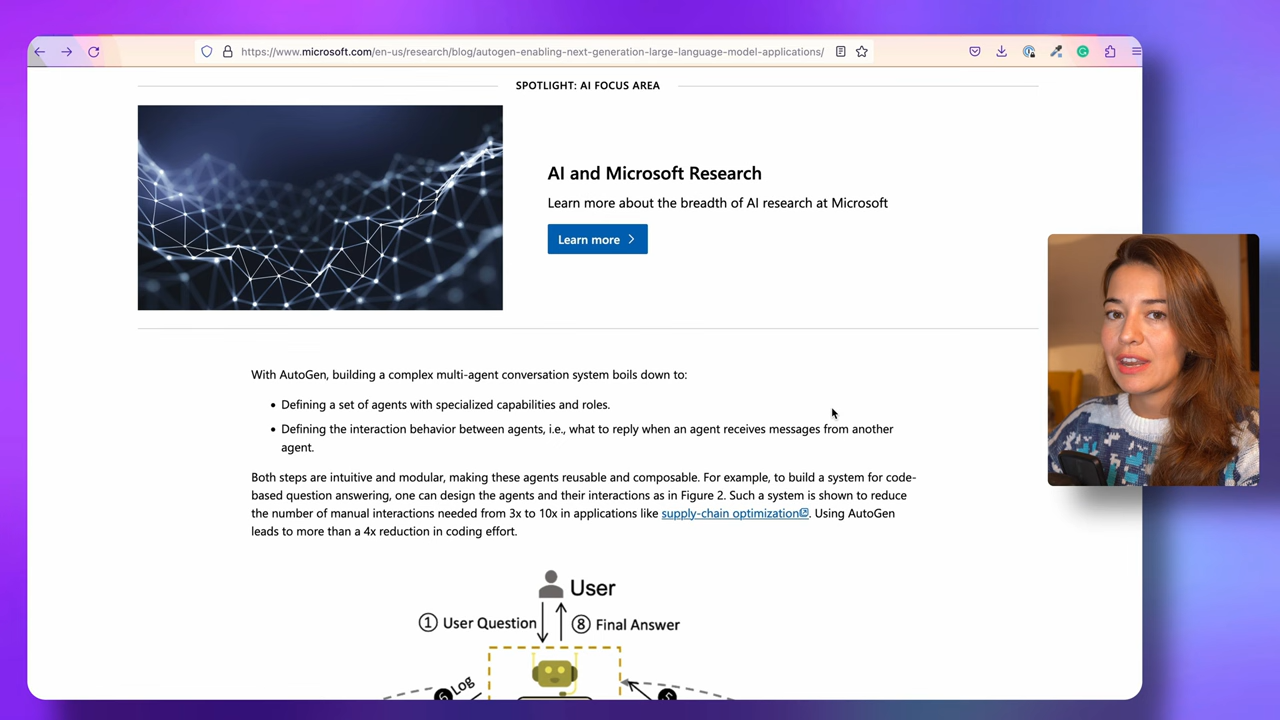 https://www.microsoft.com/en-us/research/blog/autogen-enabling-next-generation-large-language-model-applications/
SPOTLIGHT: AI FOCUS AREA
AI and Microsoft Research
Learn more about the breadth of AI research at Microsoft
Learn more
With AutoGen, building a complex multi-agent conversation system boils down to:
• Defining a set of agents with specialized capabilities and roles.
• Defining the interaction behavior between agents, i.e., what to reply when an agent receives messages from another
agent.
Both steps are intuitive and modular, making these agents reusable and composable. For example, to build a system for code-
based question answering, one can design the agents and their interactions as in Figure 2. Such a system is shown to reduce
the number of manual interactions needed from 3x to 10x in applications like supply-chain optimization. Using AutoGen
leads to more than a 4x reduction in coding effort.
User
① User Question
⑧ Final Answer
Log